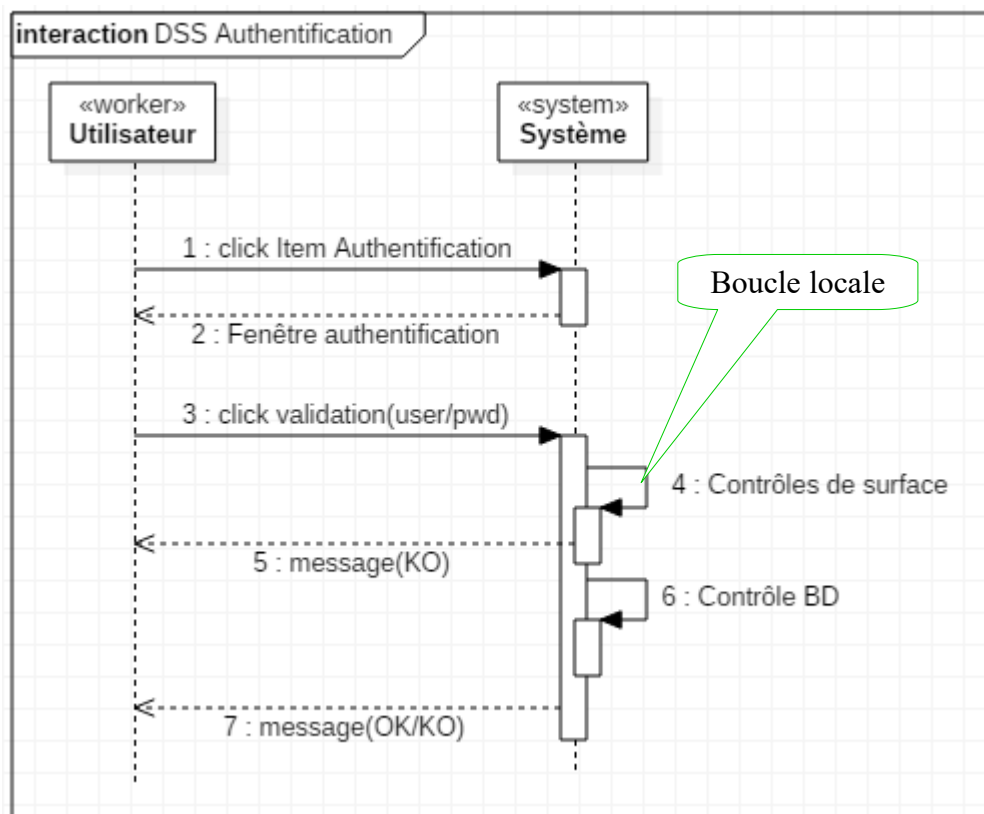 interaction DSS Authentification
«worker»
Utilisateur
«system»
Système
1 : click Item Authentification
Boucle locale
2 : Fenêtre authentification
3 : click validation(user/pwd)
4 : Contrôles de surface
5 : message(KO)
6 : Contrôle BD
7 : message(OK/KO)